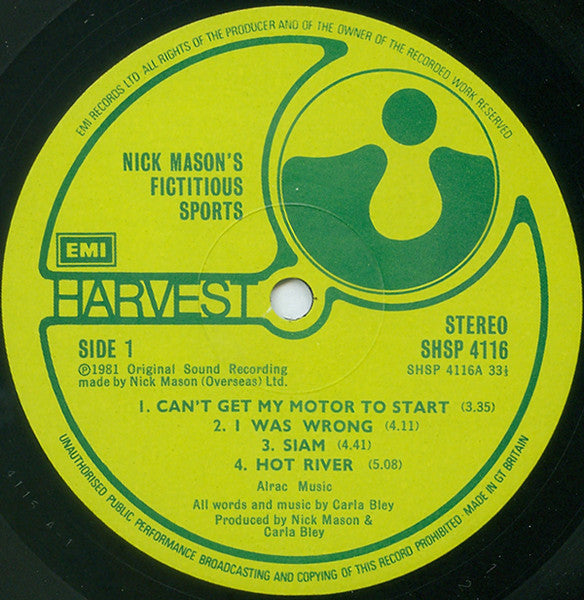 EMI RECORDS LTD ALL RIGHTS OF THE PRODUCER AND OF THE OWNER OF THE RECORDED WORK RESERVED
NICK MASON'S
FICTITIOUS
SPORTS
EMI
HARVEST
SIDE 1
℗1981 Original Sound Recording
made by Nick Mason (Overseas) Ltd.
STEREO
SHSP 4116
SHSP 4116A 33⅓
1. CAN'T GET MY MOTOR TO START (3.35)
2. I WAS WRONG (4.11)
3. SIAM (4.41)
4. HOT RIVER (5.08)
Alrac Music
All words and music by Carla Bley
Produced by Nick Mason &
Carla Bley
UNAUTHORISED PUBLIC PERFORMANCE BROADCASTING AND COPYING OF THIS RECORD PROHIBITED. MADE IN GT BRITAIN